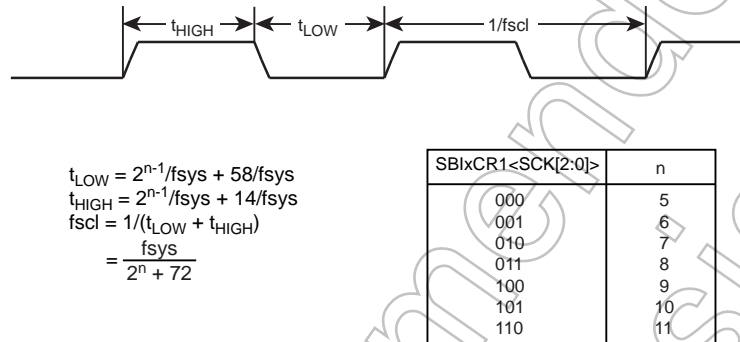 tHIGH tLOW 1/fscl
tLOW = 2n-1/fsys + 58/fsys
tHIGH = 2n-1/fsys + 14/fsys
fscl = 1/(tLOW + tHIGH)
= fsys
2n + 72
SBIxCR1<SCK[2:0]> n
000 5
001 6
010 7
011 8
100 9
101 10
110 11